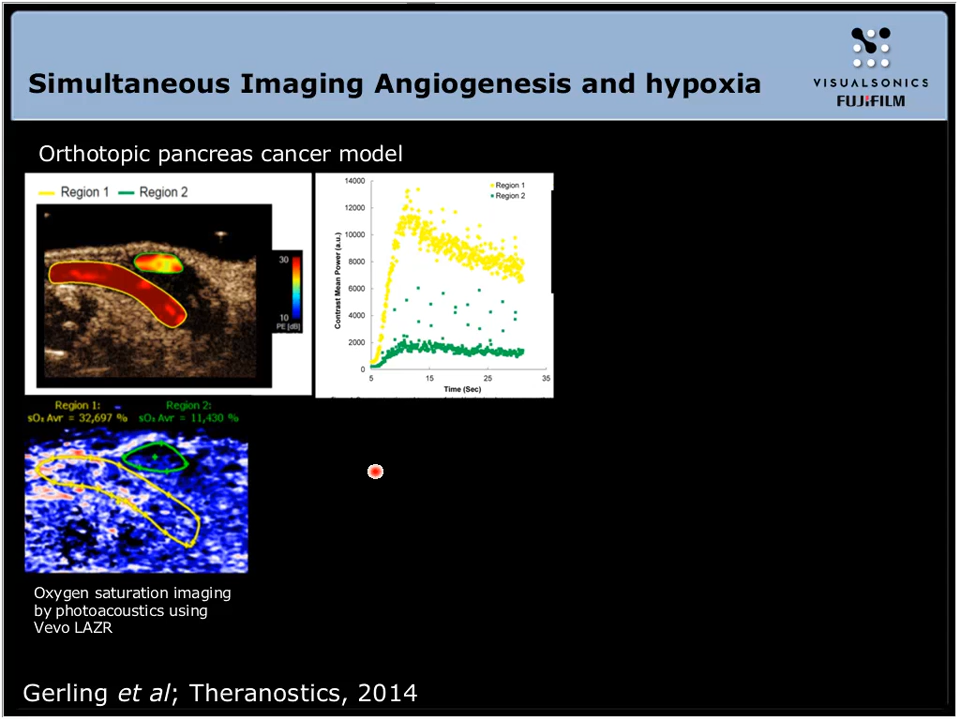 Simultaneous Imaging Angiogenesis and hypoxia
VISUALSONICS
FUJIFILM
Orthotopic pancreas cancer model
Region 1 Region 2
30
10
PE [dB]
14000
12000
10000
8000
6000
4000
2000
0
Contrast Mean Power (a.u.)
5 15 25 35
Time (Sec)
Region 1
Region 2
Region 1: Region 2:
sO₂ Avr = 32,697 % sO₂ Avr = 11,430 %
Oxygen saturation imaging
by photoacoustics using
Vevo LAZR
Gerling et al; Theranostics, 2014